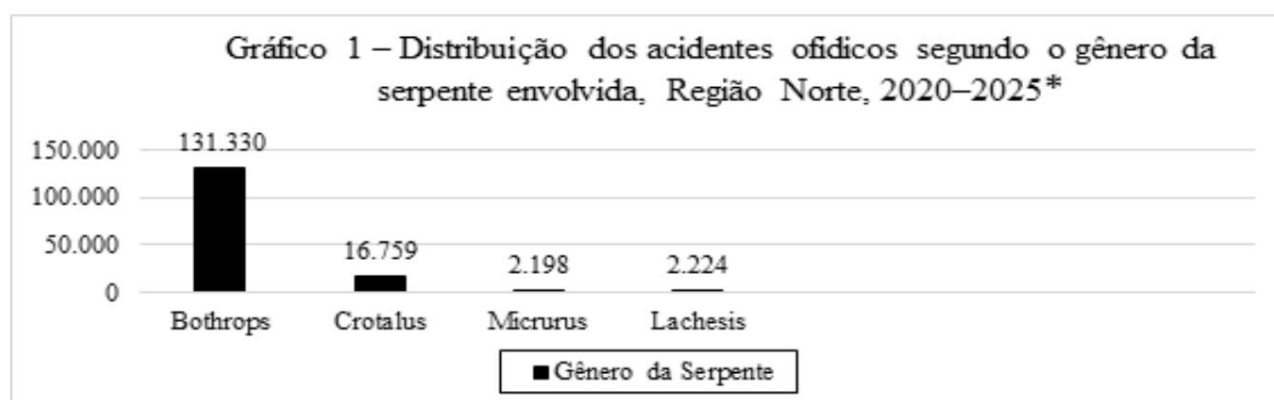 Gráfico 1 – Distribuição dos acidentes ofídicos segundo o gênero da
serpente envolvida, Região Norte, 2020–2025*
131.330
150.000
100.000
50.000
16.759
2.198
2.224
0
Bothrops
Crotalus
Micrurus
Lachesis
Gênero da Serpente